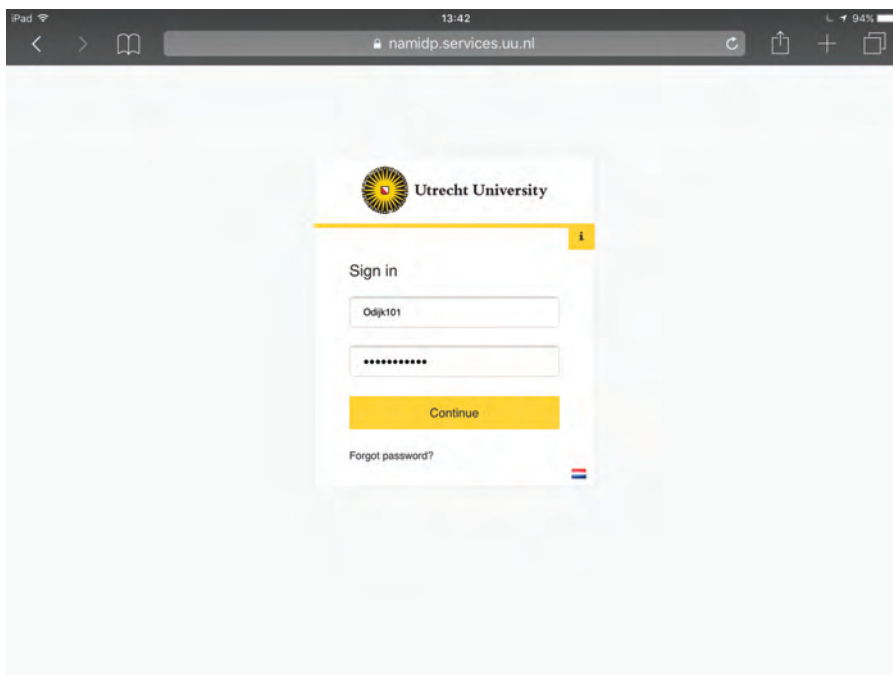 iPad 13:42 94%
namidp.services.uu.nl
Utrecht University
i
Sign in
Odijk101
•••••••••••
Continue
Forgot password?